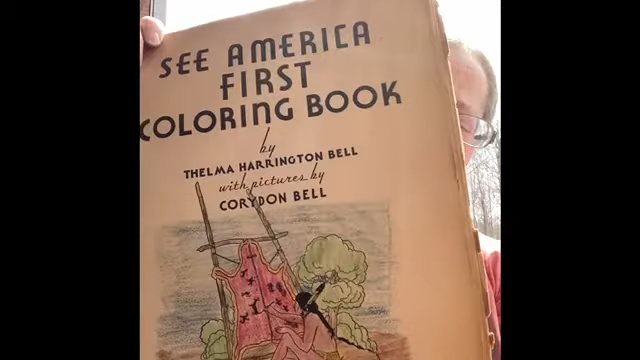 SEE AMERICA
FIRST
COLORING BOOK
by
THELMA HARRINGTON BELL
with pictures by
CORYDON BELL